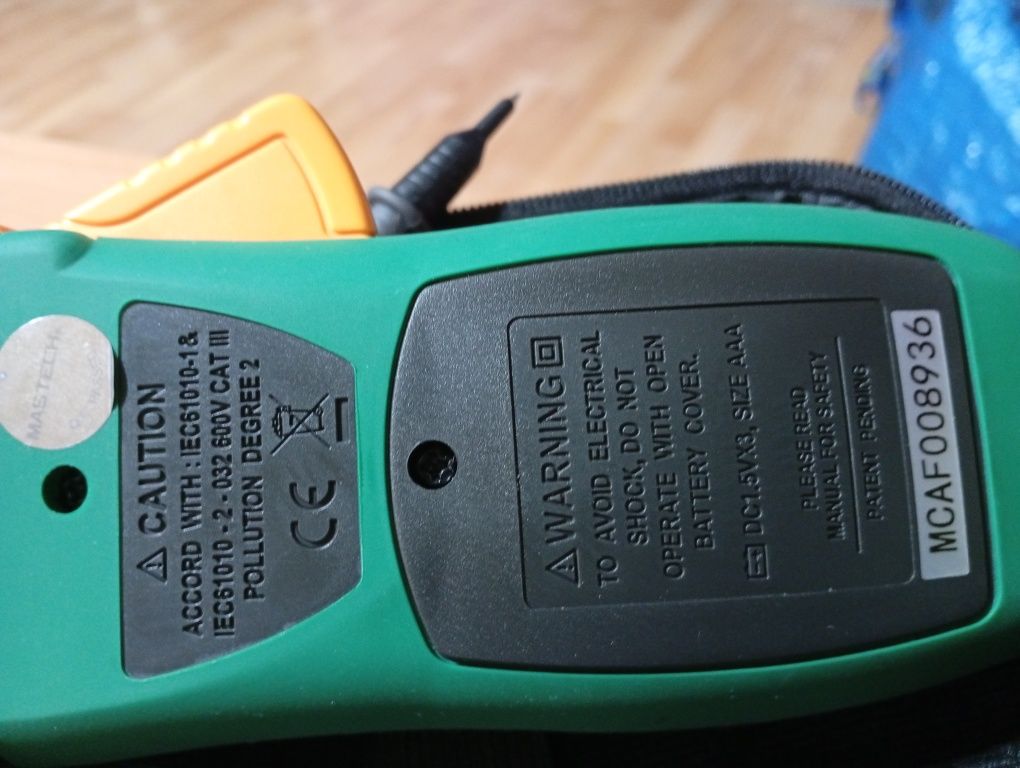 MASTECH
⚠ CAUTION
ACCORD WITH : IEC61010-1 &
IEC61010 - 2 - 032 600V CAT III
POLLUTION DEGREE 2
CE
⚠ WARNING
TO AVOID ELECTRICAL
SHOCK, DO NOT
OPERATE WITH OPEN
BATTERY COVER.
DC1.5VX3, SIZE AAA
PLEASE READ
MANUAL FOR SAFETY
PATENT PENDING
MCAF008936